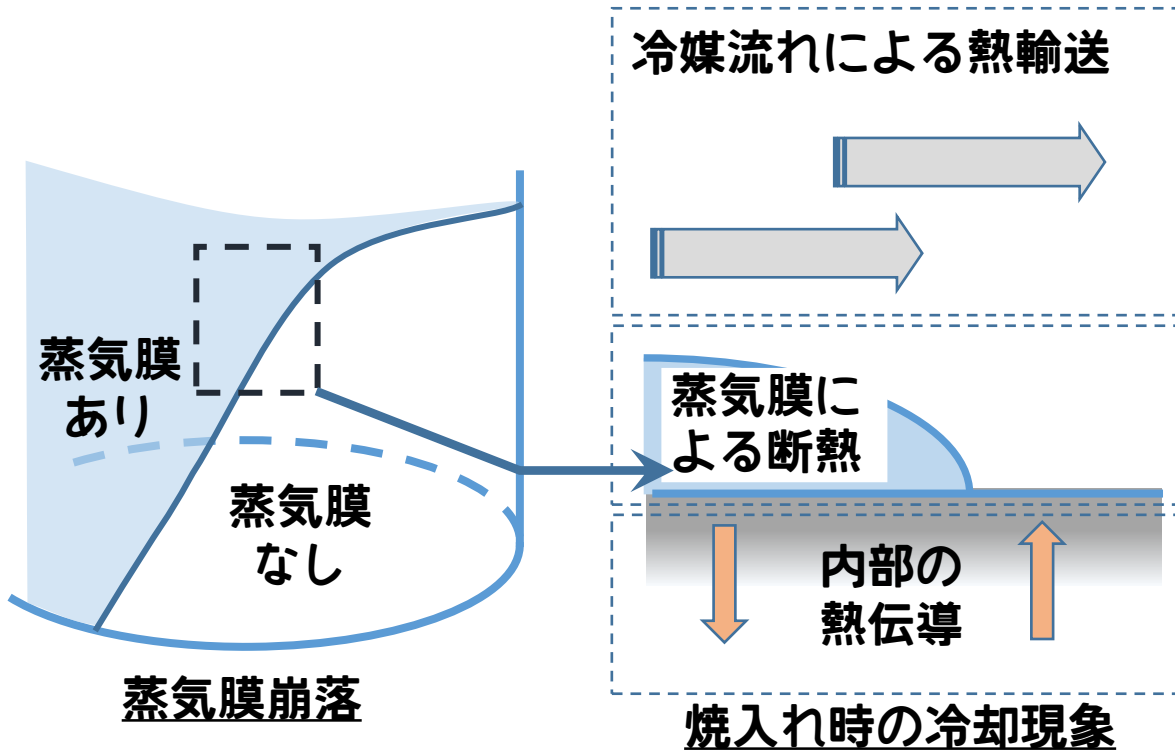 冷媒流れによる熱輸送
蒸気膜
あり
蒸気膜
なし
蒸気膜崩落
蒸気膜に
よる断熱
内部の
熱伝導
焼入れ時の冷却現象